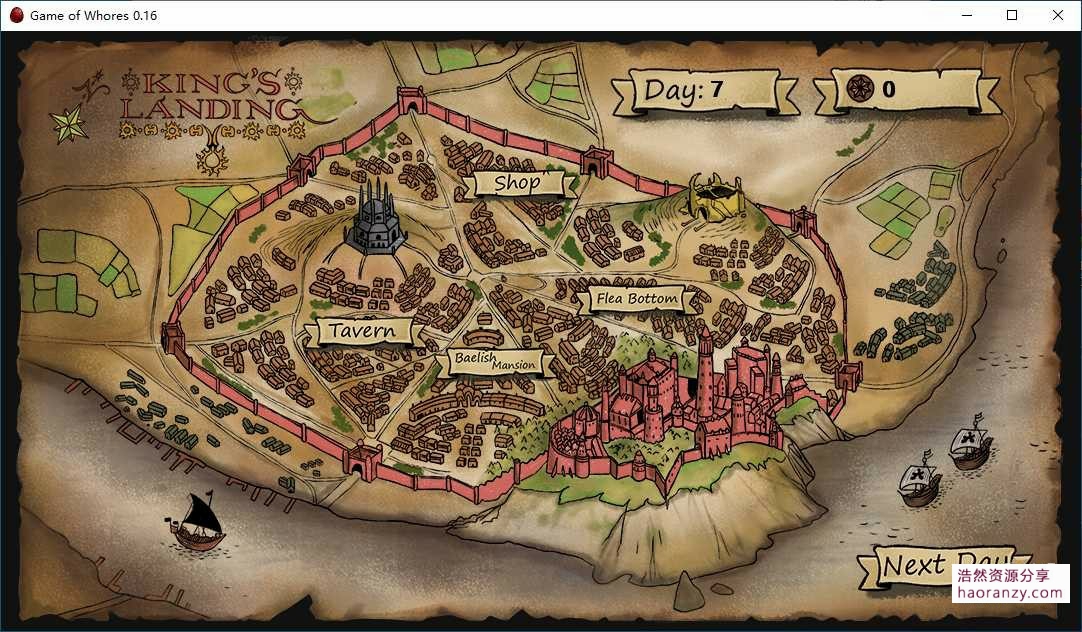 Game of Whores 0.16
KING'S
LANDING
Day: 7
0
Shop
Flea Bottom
Tavern
Baelish
Mansion
Next Day
浩然资源分享
haoranzy.com